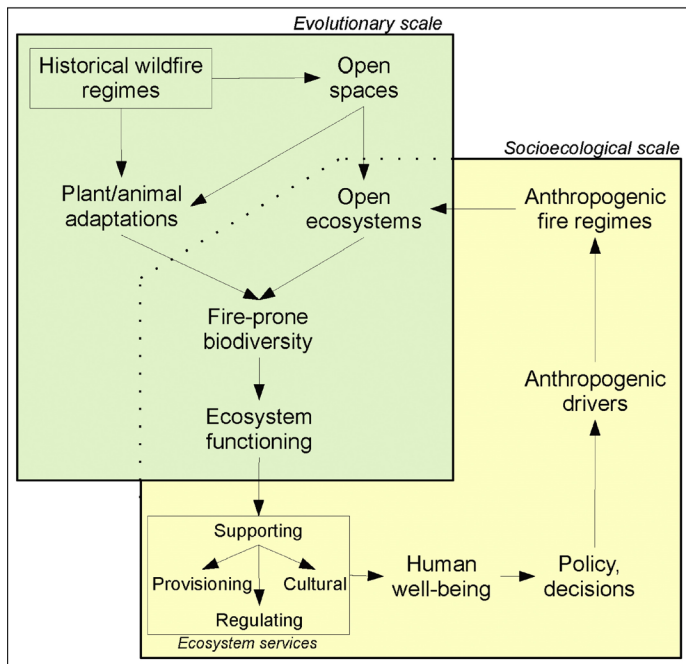 Evolutionary scale
Historical wildfire
regimes
Open
spaces
Socioecological scale
Plant/animal
adaptations
Open
ecosystems
Anthropogenic
fire regimes
Fire-prone
biodiversity
Anthropogenic
drivers
Ecosystem
functioning
Supporting
Provisioning
Cultural
Regulating
Ecosystem services
Human
well-being
Policy,
decisions